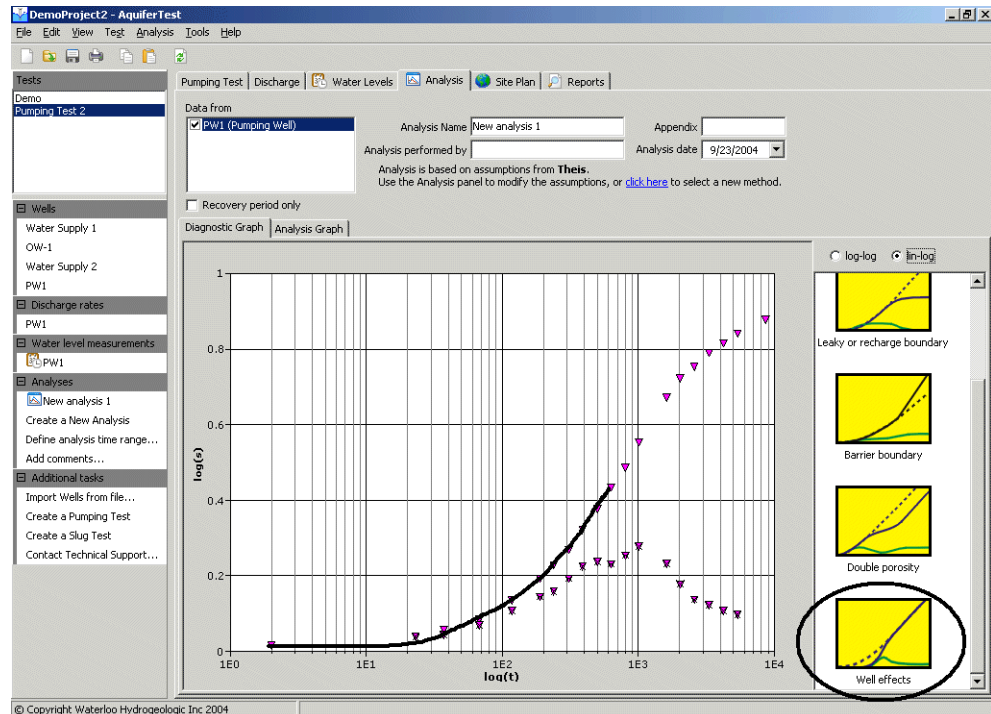 DemoProject2 - AquiferTest
File Edit View Test Analysis Tools Help
Tests
Demo
Pumping Test 2
Wells
Water Supply 1
OW-1
Water Supply 2
PW1
Discharge rates
PW1
Water level measurements
PW1
Analyses
New analysis 1
Create a New Analysis
Define analysis time range...
Add comments...
Additional tasks
Import Wells from file...
Create a Pumping Test
Create a Slug Test
Contact Technical Support...
Pumping Test Discharge Water Levels Analysis Site Plan Reports
Data from
PW1 (Pumping Well)
Analysis Name New analysis 1 Appendix
Analysis performed by Analysis date 9/23/2004
Analysis is based on assumptions from Theis.
Use the Analysis panel to modify the assumptions, or click here to select a new method.
Recovery period only
Diagnostic Graph Analysis Graph
log-log lin-log
1
0.8
0.6
0.4
0.2
0
log(s)
1E0 1E1 1E2 1E3 1E4
log(t)
Leaky or recharge boundary
Barrier boundary
Double porosity
Well effects
© Copyright Waterloo Hydrogeologic Inc 2004